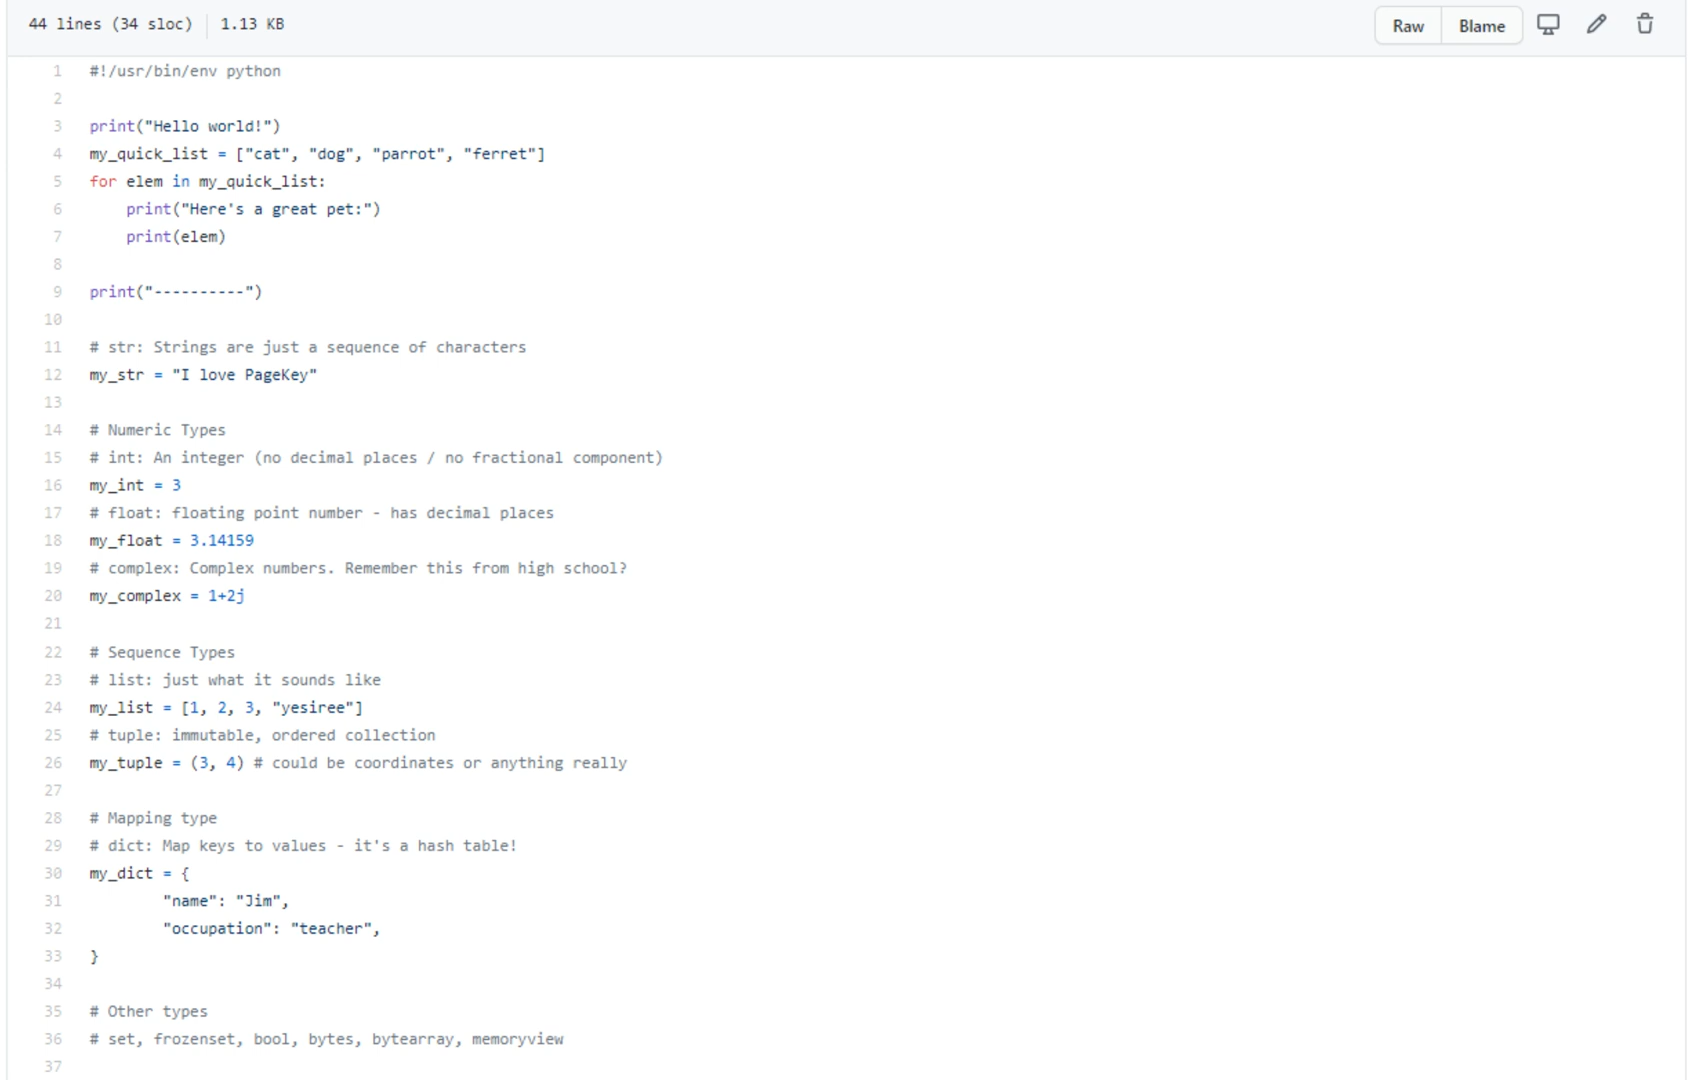 44 lines (34 sloc) 1.13 KB Raw Blame
1 #!/usr/bin/env python
2
3 print("Hello world!")
4 my_quick_list = ["cat", "dog", "parrot", "ferret"]
5 for elem in my_quick_list:
6     print("Here's a great pet:")
7     print(elem)
8
9 print("----------")
10
11 # str: Strings are just a sequence of characters
12 my_str = "I love PageKey"
13
14 # Numeric Types
15 # int: An integer (no decimal places / no fractional component)
16 my_int = 3
17 # float: floating point number - has decimal places
18 my_float = 3.14159
19 # complex: Complex numbers. Remember this from high school?
20 my_complex = 1+2j
21
22 # Sequence Types
23 # list: just what it sounds like
24 my_list = [1, 2, 3, "yesiree"]
25 # tuple: immutable, ordered collection
26 my_tuple = (3, 4) # could be coordinates or anything really
27
28 # Mapping type
29 # dict: Map keys to values - it's a hash table!
30 my_dict = {
31         "name": "Jim",
32         "occupation": "teacher",
33 }
34
35 # Other types
36 # set, frozenset, bool, bytes, bytearray, memoryview
37